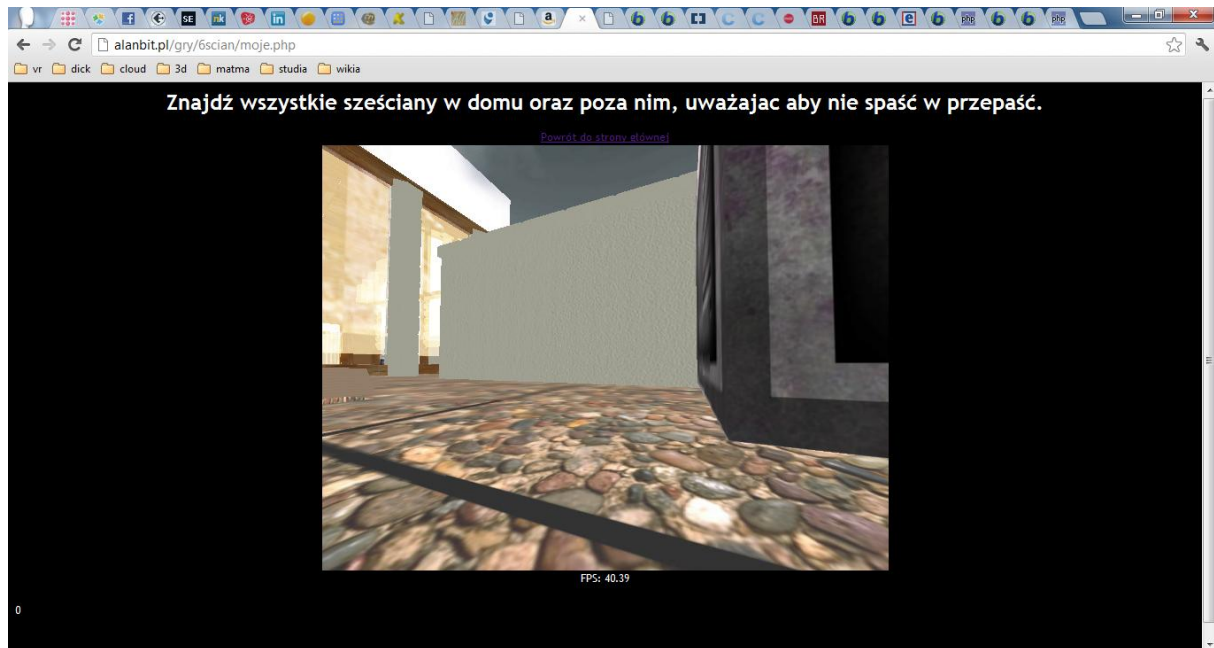 alanbit.pl/gry/6scian/moje.php
vr dick cloud 3d matma studia wikia
Znajdź wszystkie sześciany w domu oraz poza nim, uważajac aby nie spaść w przepaść.
Powrót do strony głównej
FPS: 40.39
0